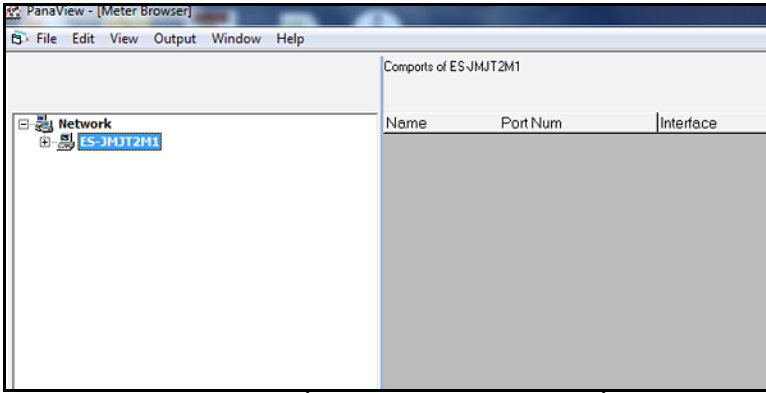 PanaView - [Meter Browser]
File Edit View Output Window Help
Comports of ES-JMJT2M1
Network
ES-JMJT2M1
Name Port Num Interface